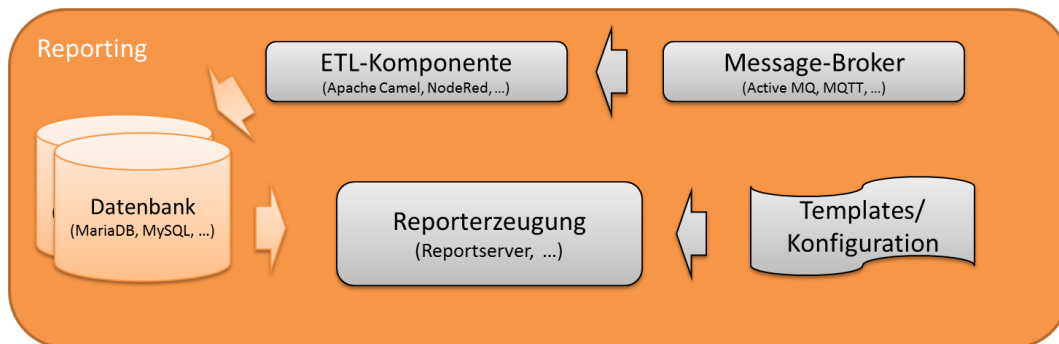 Reporting
ETL-Komponente
(Apache Camel, NodeRed, ...)
Message-Broker
(Active MQ, MQTT, ...)
Datenbank
(MariaDB, MySQL, ...)
Reporterzeugung
(Reportserver, ...)
Templates/
Konfiguration